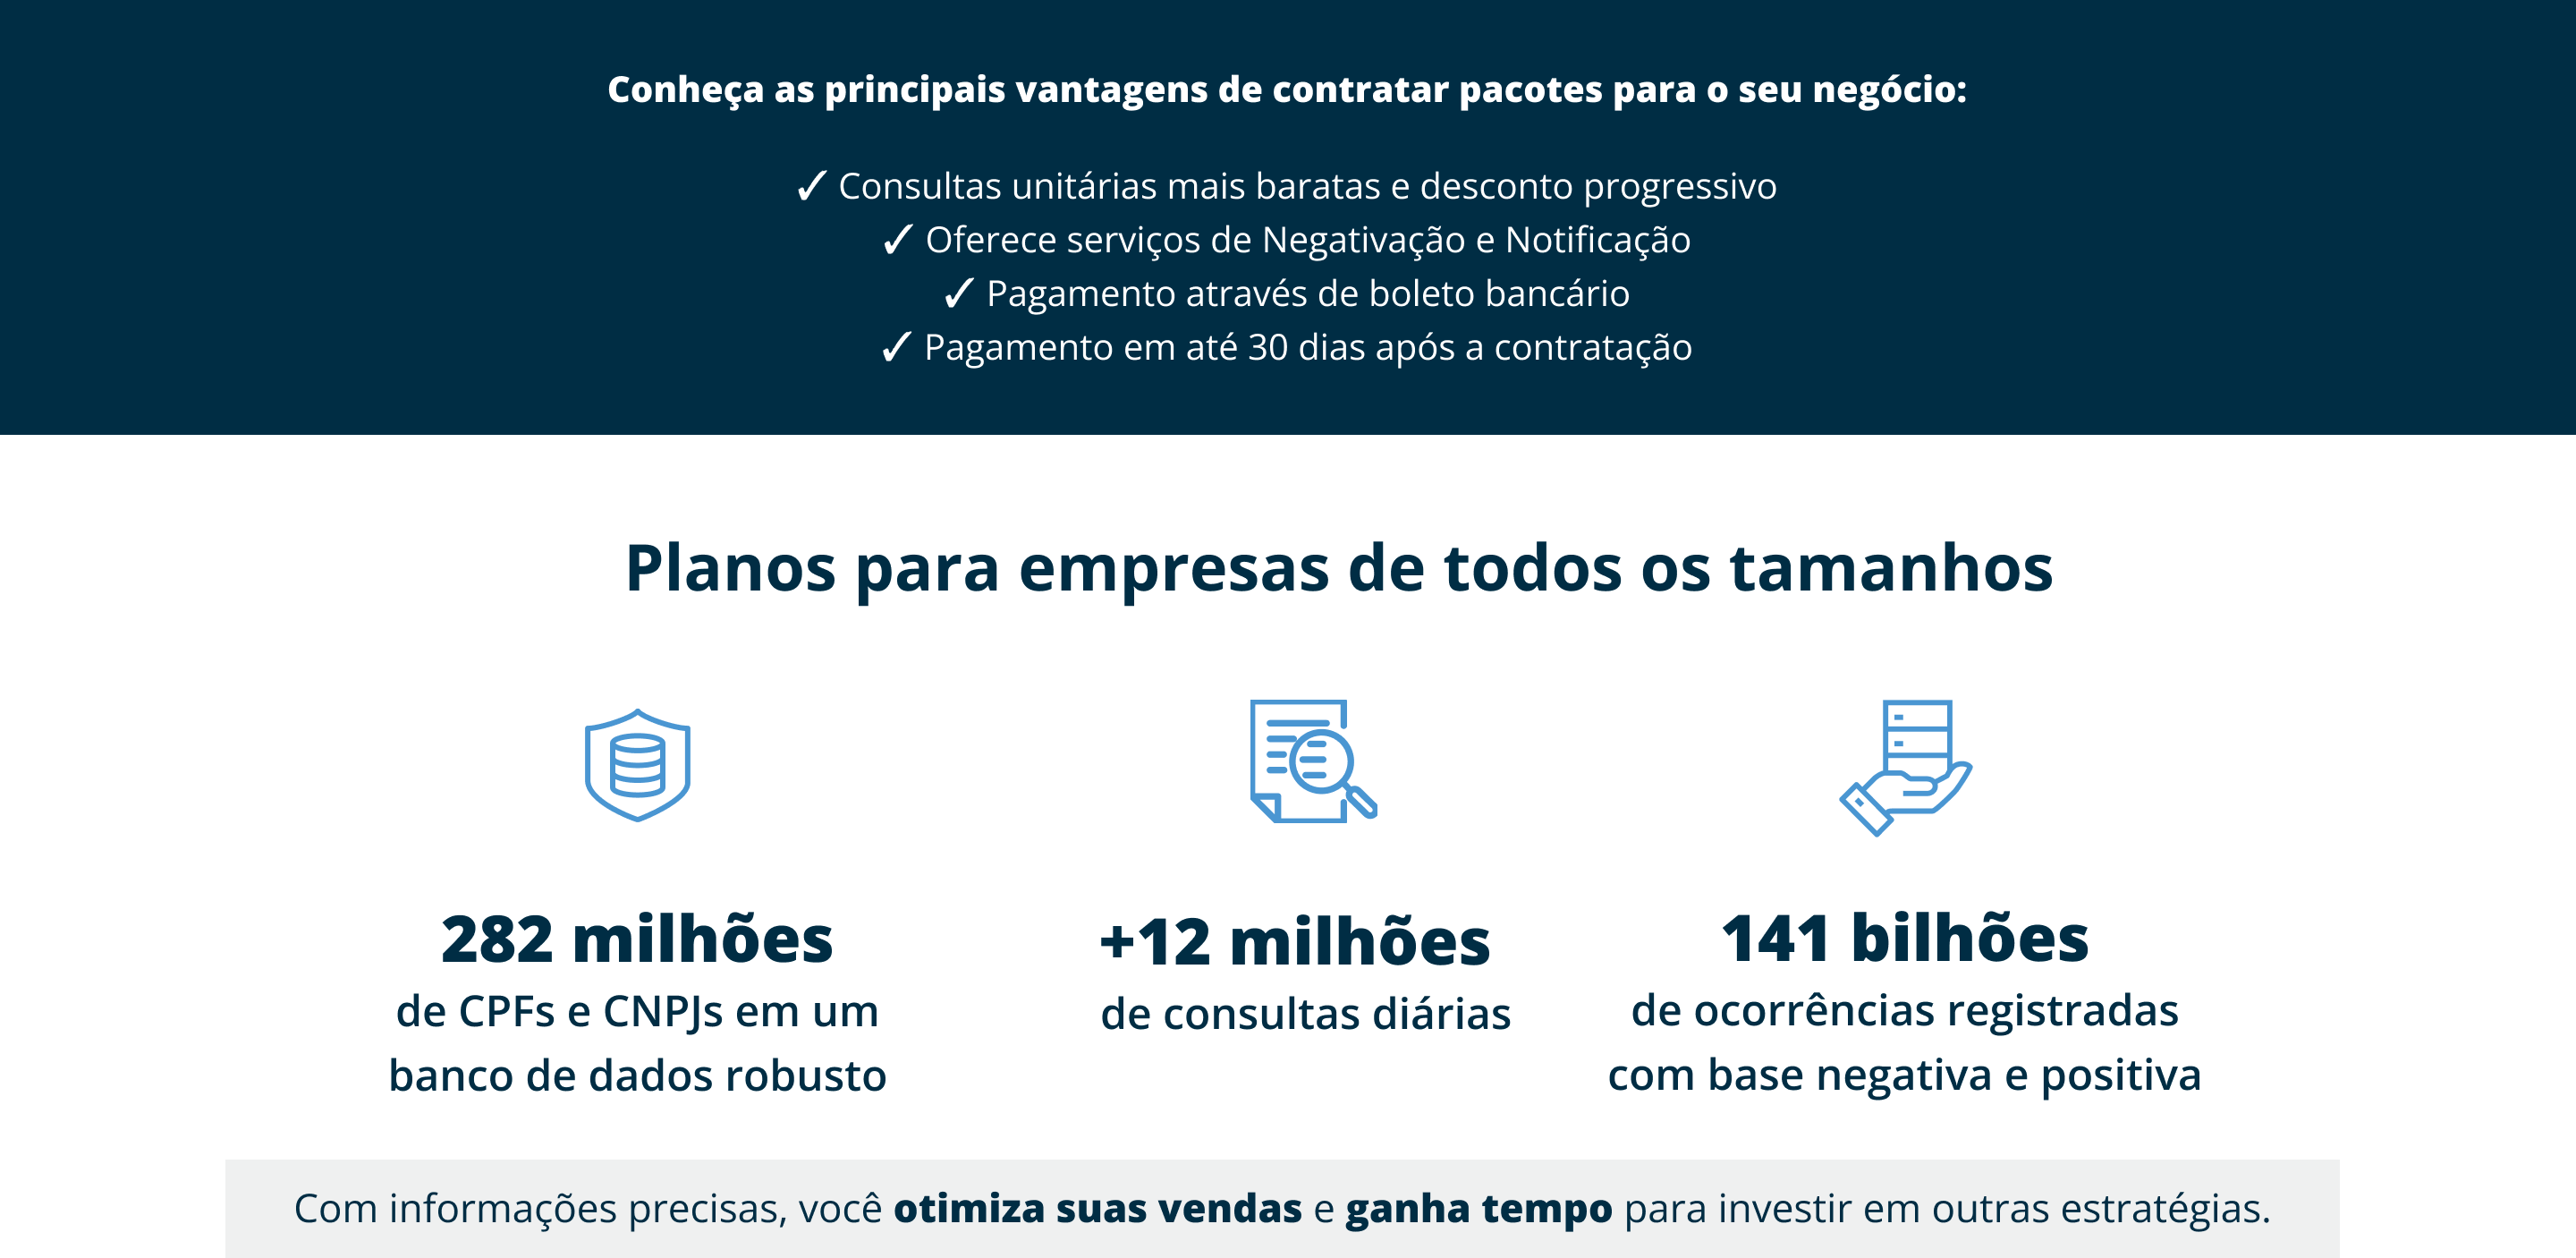 Conheça as principais vantagens de contratar pacotes para o seu negócio:
✓ Consultas unitárias mais baratas e desconto progressivo
✓ Oferece serviços de Negativação e Notificação
✓ Pagamento através de boleto bancário
✓ Pagamento em até 30 dias após a contratação
Planos para empresas de todos os tamanhos
282 milhões
de CPFs e CNPJs em um
banco de dados robusto
+12 milhões
de consultas diárias
141 bilhões
de ocorrências registradas
com base negativa e positiva
Com informações precisas, você otimiza suas vendas e ganha tempo para investir em outras estratégias.